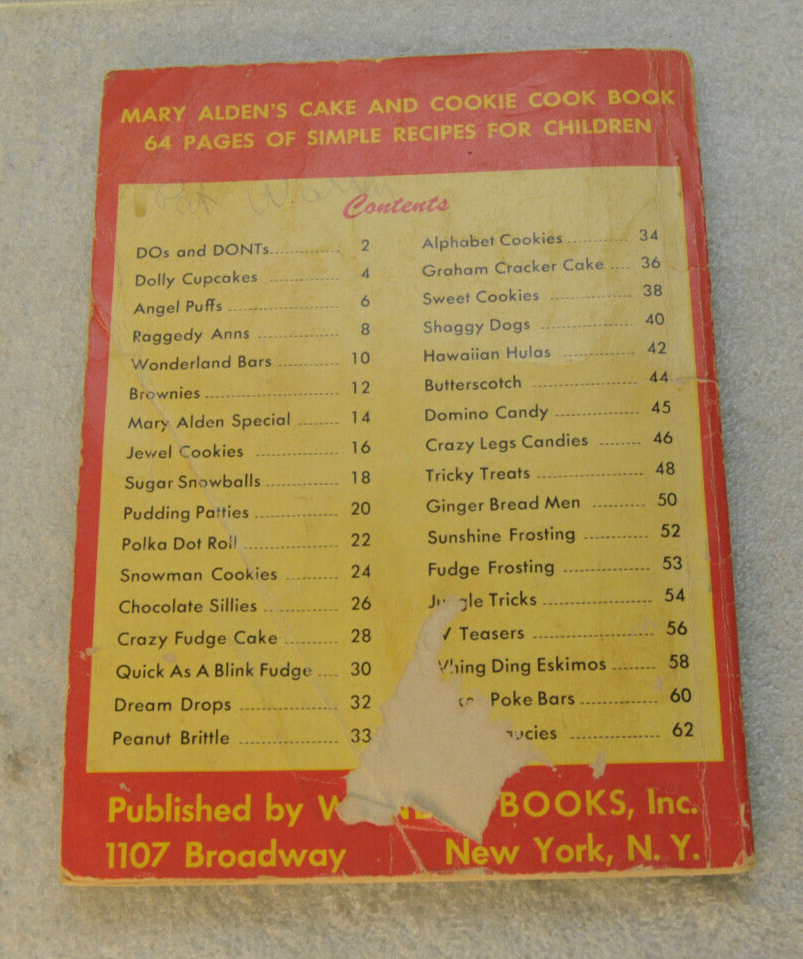 MARY ALDEN'S CAKE AND COOKIE COOK BOOK
64 PAGES OF SIMPLE RECIPES FOR CHILDREN
Contents
DOs and DONTs 2
Dolly Cupcakes 4
Angel Puffs 6
Raggedy Anns 8
Wonderland Bars 10
Brownies 12
Mary Alden Special 14
Jewel Cookies 16
Sugar Snowballs 18
Pudding Patties 20
Polka Dot Roll 22
Snowman Cookies 24
Chocolate Sillies 26
Crazy Fudge Cake 28
Quick As A Blink Fudge 30
Dream Drops 32
Peanut Brittle 33
Alphabet Cookies 34
Graham Cracker Cake 36
Sweet Cookies 38
Shaggy Dogs 40
Hawaiian Hulas 42
Butterscotch 44
Domino Candy 45
Crazy Legs Candies 46
Tricky Treats 48
Ginger Bread Men 50
Sunshine Frosting 52
Fudge Frosting 53
Jungle Tricks 54
Teasers 56
Ding Eskimos 58
Poke Bars 60
62
Published by BOOKS, Inc.
1107 Broadway New York, N. Y.